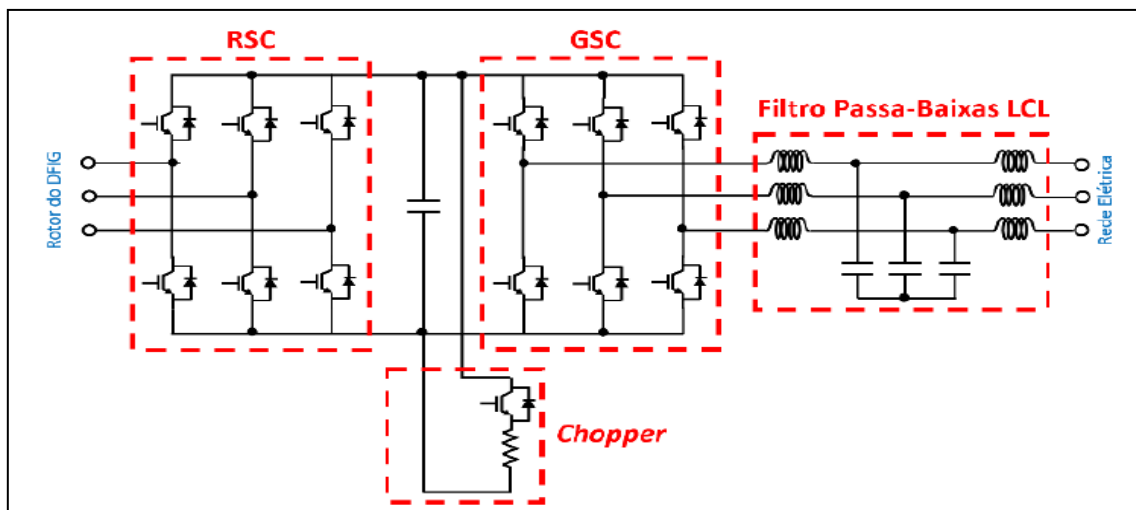 RSC
GSC
Filtro Passa-Baixas LCL
Rotor do DFIG
Rede Elétrica
Chopper